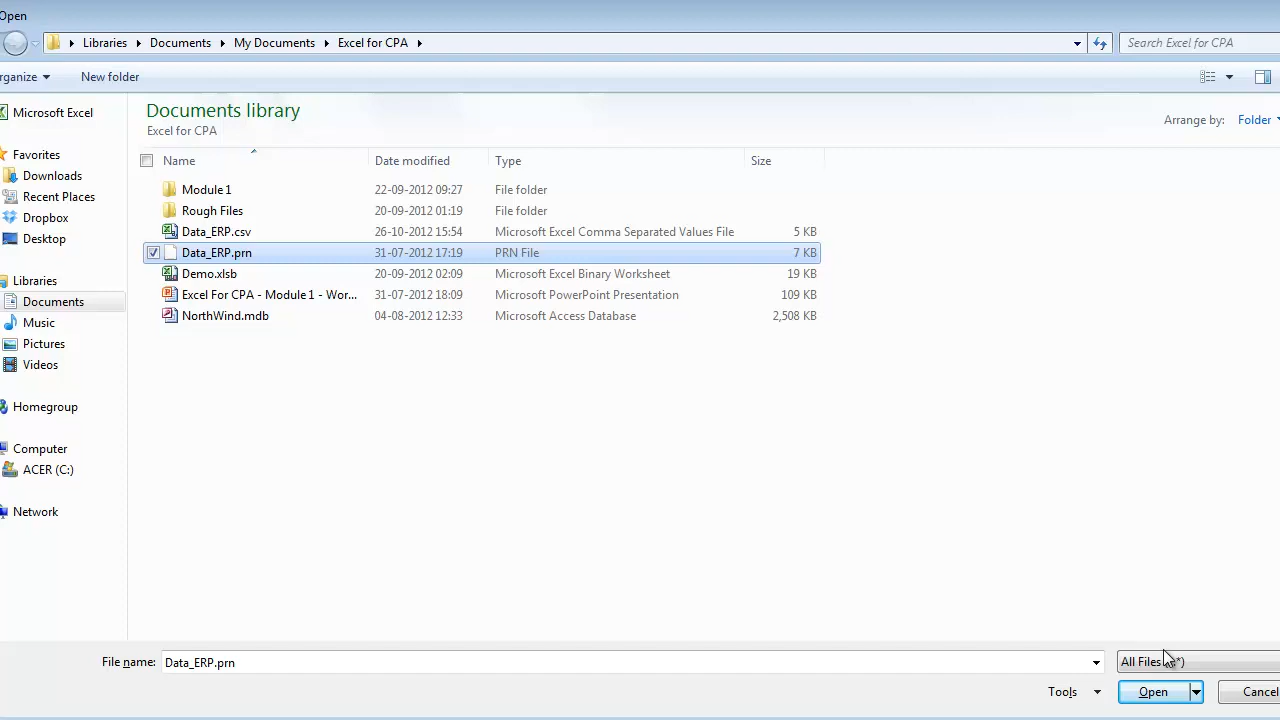 Open
Libraries Documents My Documents Excel for CPA
Search Excel for CPA
rganize New folder
Microsoft Excel
Favorites
Downloads
Recent Places
Dropbox
Desktop
Libraries
Documents
Music
Pictures
Videos
Homegroup
Computer
ACER (C:)
Network
Documents library
Excel for CPA
Arrange by: Folder
Name Date modified Type Size
Module 1 22-09-2012 09:27 File folder
Rough Files 20-09-2012 01:19 File folder
Data_ERP.csv 26-10-2012 15:54 Microsoft Excel Comma Separated Values File 5 KB
Data_ERP.prn 31-07-2012 17:19 PRN File 7 KB
Demo.xlsb 20-09-2012 02:09 Microsoft Excel Binary Worksheet 19 KB
Excel For CPA - Module 1 - Wor... 31-07-2012 18:09 Microsoft PowerPoint Presentation 109 KB
NorthWind.mdb 04-08-2012 12:33 Microsoft Access Database 2,508 KB
File name: Data_ERP.prn
All Files *)
Tools Open Cancel